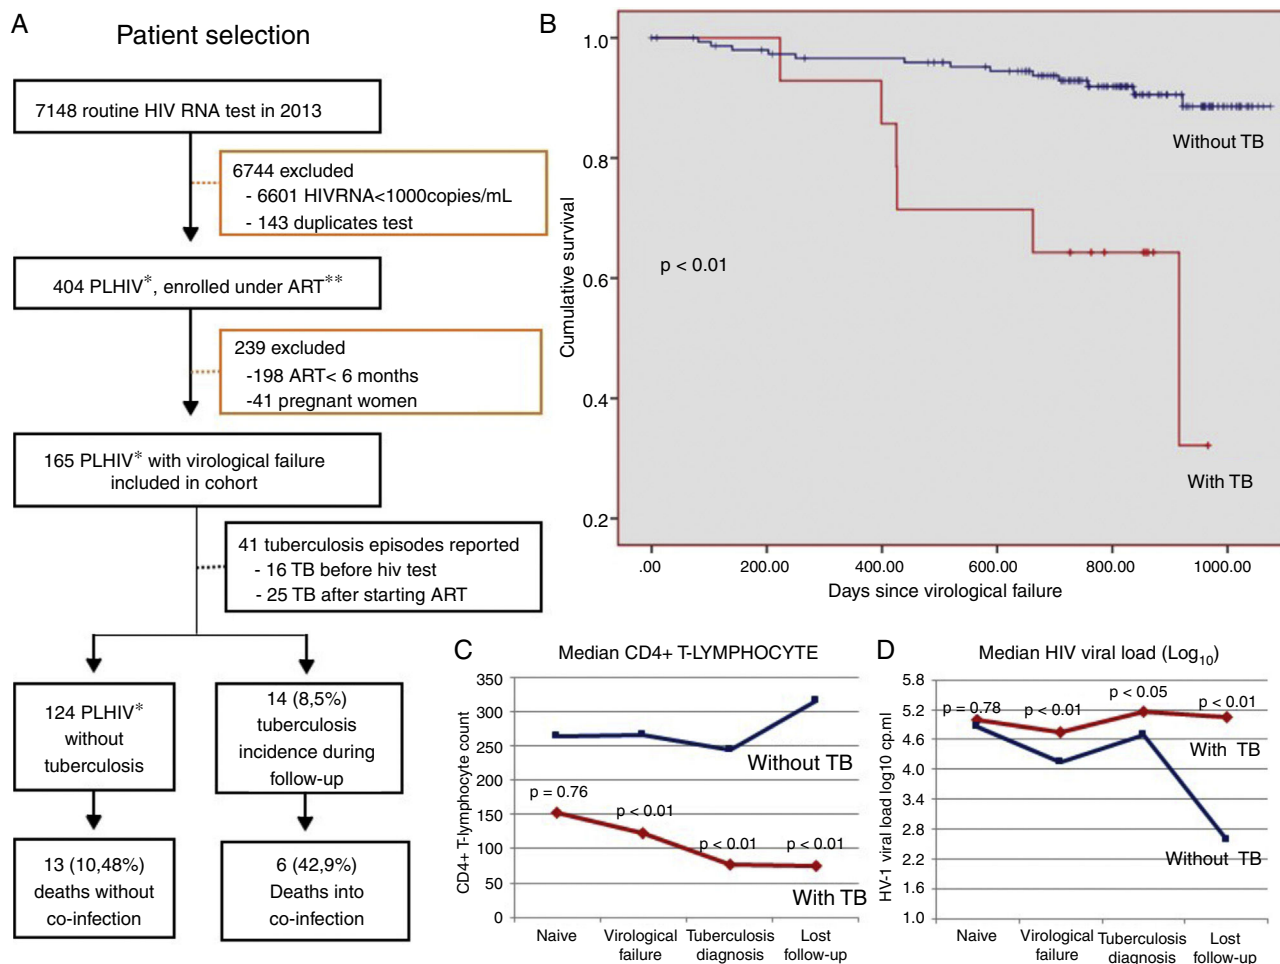 A
Patient selection
7148 routine HIV RNA test in 2013
6744 excluded
- 6601 HIVRNA<1000copies/mL
- 143 duplicates test
404 PLHIV*, enrolled under ART**
239 excluded
-198 ART< 6 months
-41 pregnant women
165 PLHIV* with virological failure
included in cohort
41 tuberculosis episodes reported
- 16 TB before hiv test
- 25 TB after starting ART
124 PLHIV*
without
tuberculosis
14 (8,5%)
tuberculosis
incidence during
follow-up
13 (10,48%)
deaths without
co-infection
6 (42,9%)
Deaths into
co-infection
B
Cumulative survival
1.0
0.8
0.6
0.4
0.2
Without TB
p < 0.01
With TB
.00 200.00 400.00 600.00 800.00 1000.00
Days since virological failure
C
Median CD4+ T-LYMPHOCYTE
CD4+ T-lymphocyte count
350
300
250
200
150
100
50
0
Without TB
p = 0.76
p < 0.01
p < 0.01
p < 0.01
With TB
Naive
Virological
failure
Tuberculosis
diagnosis
Lost
follow-up
D
Median HIV viral load (Log10)
HV-1 viral load log10 cp.ml
5.8
5.2
4.6
4.0
3.4
2.8
2.2
1.6
1.0
p = 0.78
p < 0.01
p < 0.05
p < 0.01
With TB
Without TB
Naive
Virological
failure
Tuberculosis
diagnosis
Lost
follow-up